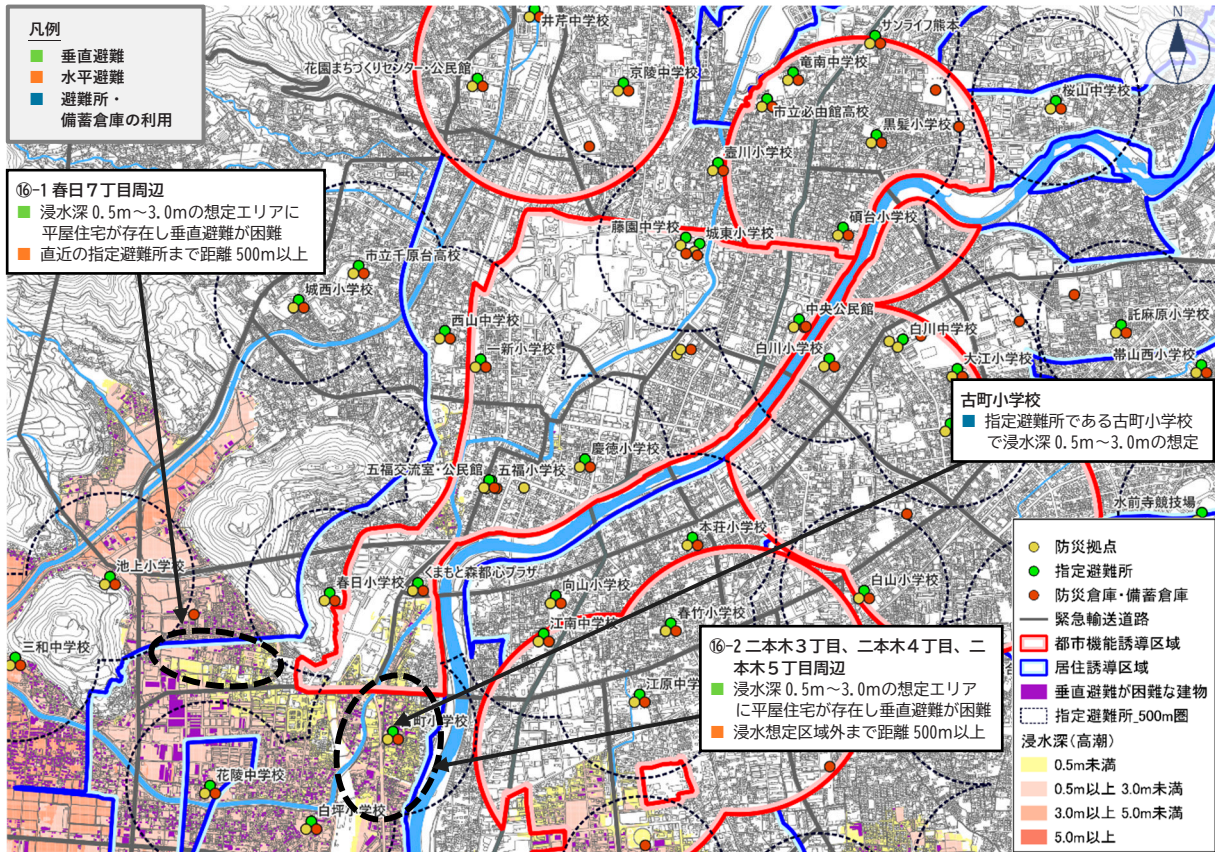 凡例
垂直避難
水平避難
避難所・
備蓄倉庫の利用
井芹中学校
サンライフ熊本
N
花園まちづくりセンター・公民館
京陵中学校
竜南中学校
市立必由館高校
桜山中学校
黒髪小学校
壺川小学校
⑯-1 春日7丁目周辺
浸水深0.5m～3.0mの想定エリアに
平屋住宅が存在し垂直避難が困難
直近の指定避難所まで距離500m以上
藤園中学校
城東小学校
碩台小学校
市立千原台高校
城西小学校
西山中学校
一新小学校
中央公民館
白川小学校
白川中学校
大江小学校
託麻原小学校
帯山西小学校
古町小学校
指定避難所である古町小学校
で浸水深0.5m～3.0mの想定
慶徳小学校
五福交流室・公民館
五福小学校
水前寺競技場
本荘小学校
池上小学校
春日小学校
くまもと森都心プラザ
向山小学校
白山小学校
三和中学校
江南中学校
春竹小学校
⑯-2 二本木3丁目、二本木4丁目、二
本木5丁目周辺
浸水深0.5m～3.0mの想定エリア
に平屋住宅が存在し垂直避難が困難
浸水想定区域外まで距離500m以上
江原中学校
町小学校
花陵中学校
白坪小学校
防災拠点
指定避難所
防災倉庫・備蓄倉庫
緊急輸送道路
都市機能誘導区域
居住誘導区域
垂直避難が困難な建物
指定避難所_500m圏
浸水深(高潮)
0.5m未満
0.5m以上 3.0m未満
3.0m以上 5.0m未満
5.0m以上